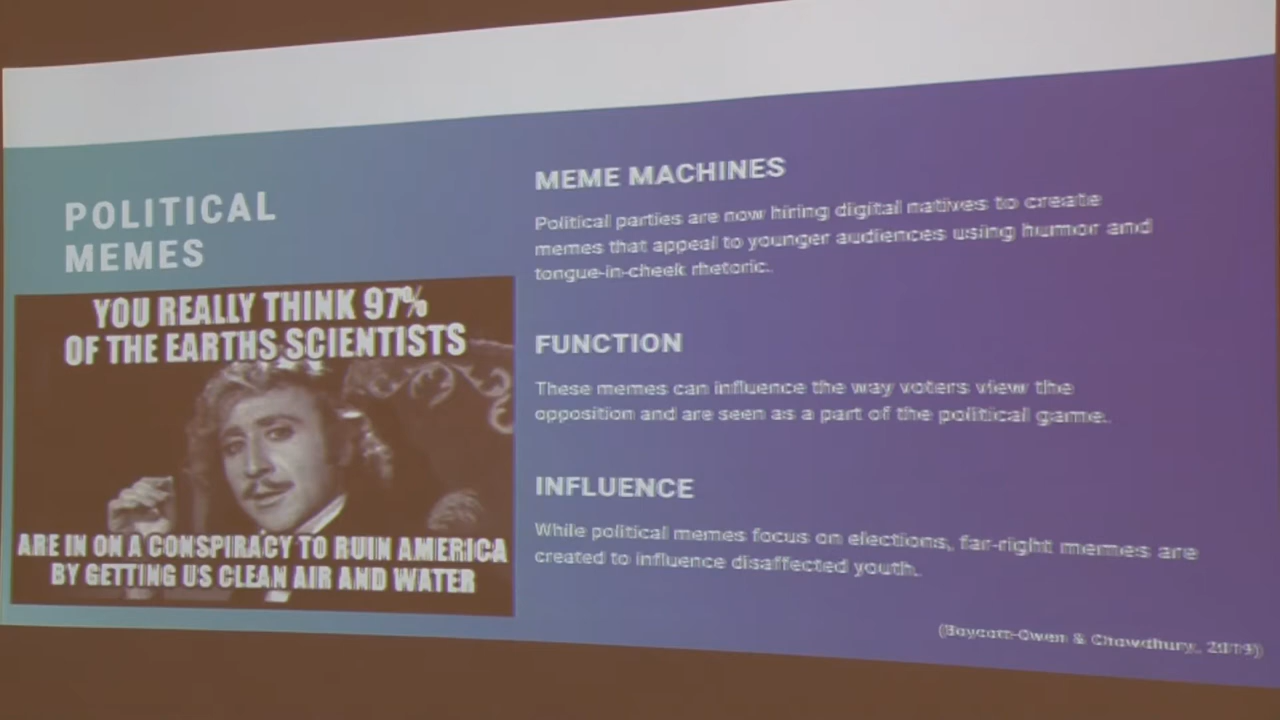 POLITICAL
MEMES
YOU REALLY THINK 97%
OF THE EARTHS SCIENTISTS
ARE IN ON A CONSPIRACY TO RUIN AMERICA
BY GETTING US CLEAN AIR AND WATER
MEME MACHINES
Political parties are now hiring digital natives to create
memes that appeal to younger audiences using humor and
tongue-in-cheek rhetoric.
FUNCTION
These memes can influence the way voters view the
opposition and are seen as a part of the political game.
INFLUENCE
While political memes focus on elections, far-right memes are
created to influence disaffected youth.
(Boycott-Owen & Chowdhury, 2019)